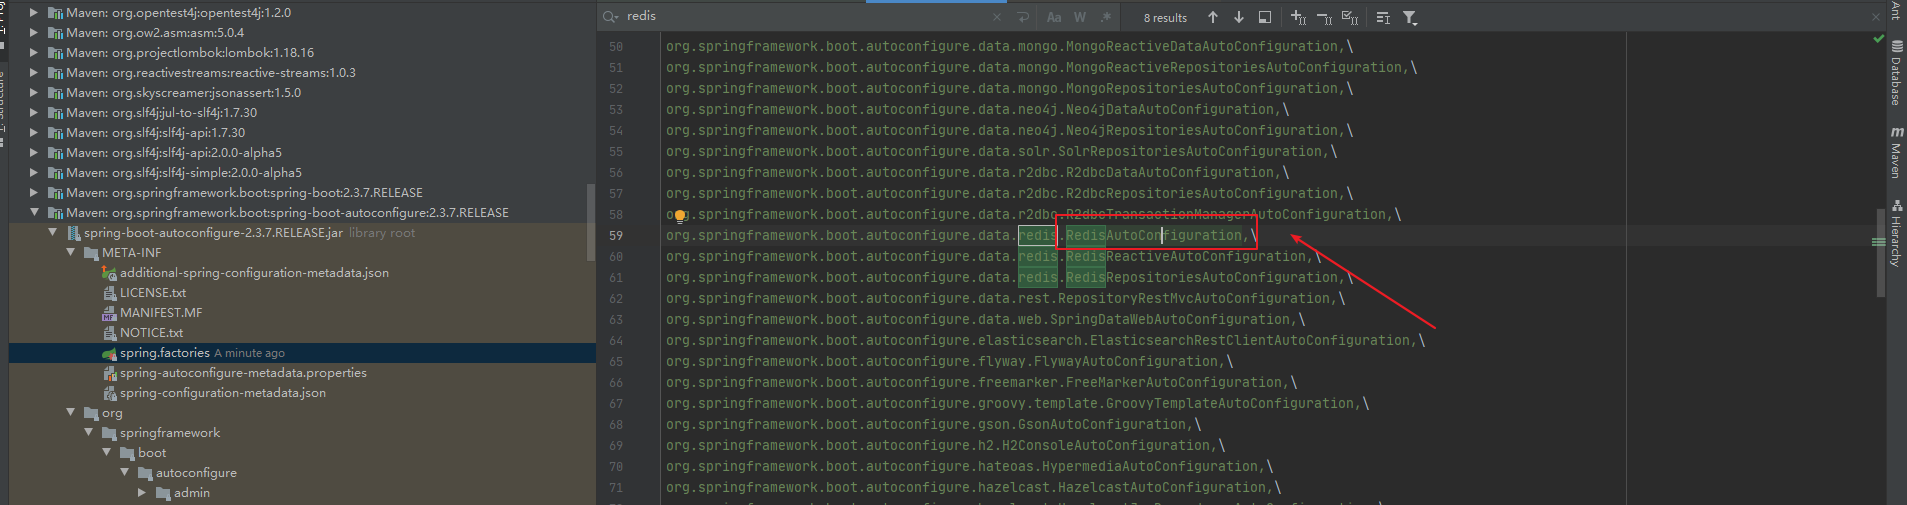 Maven: org.opentest4j:opentest4j:1.2.0
Maven: org.ow2.asm:asm:5.0.4
Maven: org.projectlombok:lombok:1.18.16
Maven: org.reactivestreams:reactive-streams:1.0.3
Maven: org.skyscreamer:jsonassert:1.5.0
Maven: org.slf4j:jul-to-slf4j:1.7.30
Maven: org.slf4j:slf4j-api:1.7.30
Maven: org.slf4j:slf4j-api:2.0.0-alpha5
Maven: org.slf4j:slf4j-simple:2.0.0-alpha5
Maven: org.springframework.boot:spring-boot:2.3.7.RELEASE
Maven: org.springframework.boot:spring-boot-autoconfigure:2.3.7.RELEASE
spring-boot-autoconfigure-2.3.7.RELEASE.jar library root
META-INF
additional-spring-configuration-metadata.json
LICENSE.txt
MANIFEST.MF
NOTICE.txt
spring.factories A minute ago
spring-autoconfigure-metadata.properties
spring-configuration-metadata.json
org
springframework
boot
autoconfigure
admin
redis
Aa W .* 8 results
50 org.springframework.boot.autoconfigure.data.mongo.MongoReactiveDataAutoConfiguration,\
51 org.springframework.boot.autoconfigure.data.mongo.MongoReactiveRepositoriesAutoConfiguration,\
52 org.springframework.boot.autoconfigure.data.mongo.MongoRepositoriesAutoConfiguration,\
53 org.springframework.boot.autoconfigure.data.neo4j.Neo4jDataAutoConfiguration,\
54 org.springframework.boot.autoconfigure.data.neo4j.Neo4jRepositoriesAutoConfiguration,\
55 org.springframework.boot.autoconfigure.data.solr.SolrRepositoriesAutoConfiguration,\
56 org.springframework.boot.autoconfigure.data.r2dbc.R2dbcDataAutoConfiguration,\
57 org.springframework.boot.autoconfigure.data.r2dbc.R2dbcRepositoriesAutoConfiguration,\
58 org.springframework.boot.autoconfigure.data.r2dbc.R2dbcTransactionManagerAutoConfiguration,\
59 org.springframework.boot.autoconfigure.data.redis.RedisAutoConfiguration,\
60 org.springframework.boot.autoconfigure.data.redis.RedisReactiveAutoConfiguration,\
61 org.springframework.boot.autoconfigure.data.redis.RedisRepositoriesAutoConfiguration,\
62 org.springframework.boot.autoconfigure.data.rest.RepositoryRestMvcAutoConfiguration,\
63 org.springframework.boot.autoconfigure.data.web.SpringDataWebAutoConfiguration,\
64 org.springframework.boot.autoconfigure.elasticsearch.ElasticsearchRestClientAutoConfiguration,\
65 org.springframework.boot.autoconfigure.flyway.FlywayAutoConfiguration,\
66 org.springframework.boot.autoconfigure.freemarker.FreeMarkerAutoConfiguration,\
67 org.springframework.boot.autoconfigure.groovy.template.GroovyTemplateAutoConfiguration,\
68 org.springframework.boot.autoconfigure.gson.GsonAutoConfiguration,\
69 org.springframework.boot.autoconfigure.h2.H2ConsoleAutoConfiguration,\
70 org.springframework.boot.autoconfigure.hateoas.HypermediaAutoConfiguration,\
71 org.springframework.boot.autoconfigure.hazelcast.HazelcastAutoConfiguration,\
Ant
Database
Maven
Hierarchy